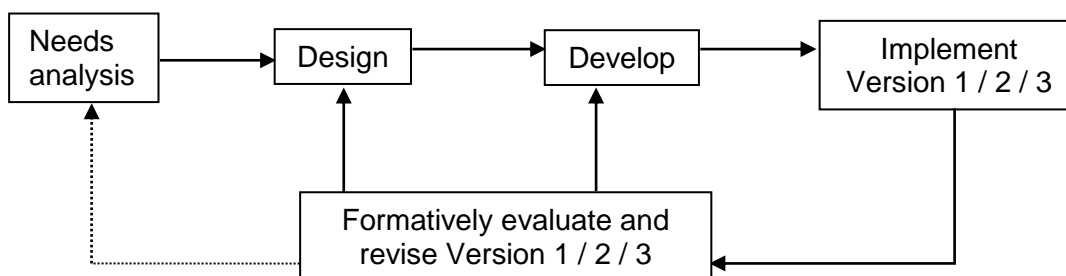 Needs
analysis
Design
Develop
Implement
Version 1 / 2 / 3
Formatively evaluate and
revise Version 1 / 2 / 3